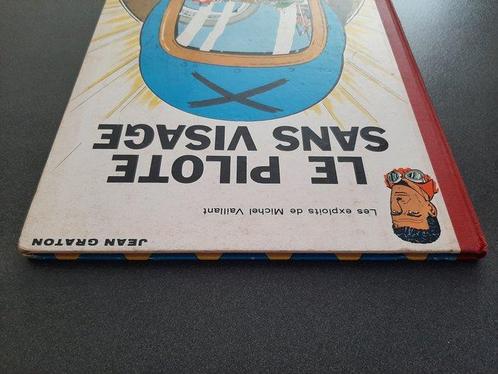 JEAN GRATON
Les exploits de Michel Vaillant
LE PILOTE
SANS VISAGE